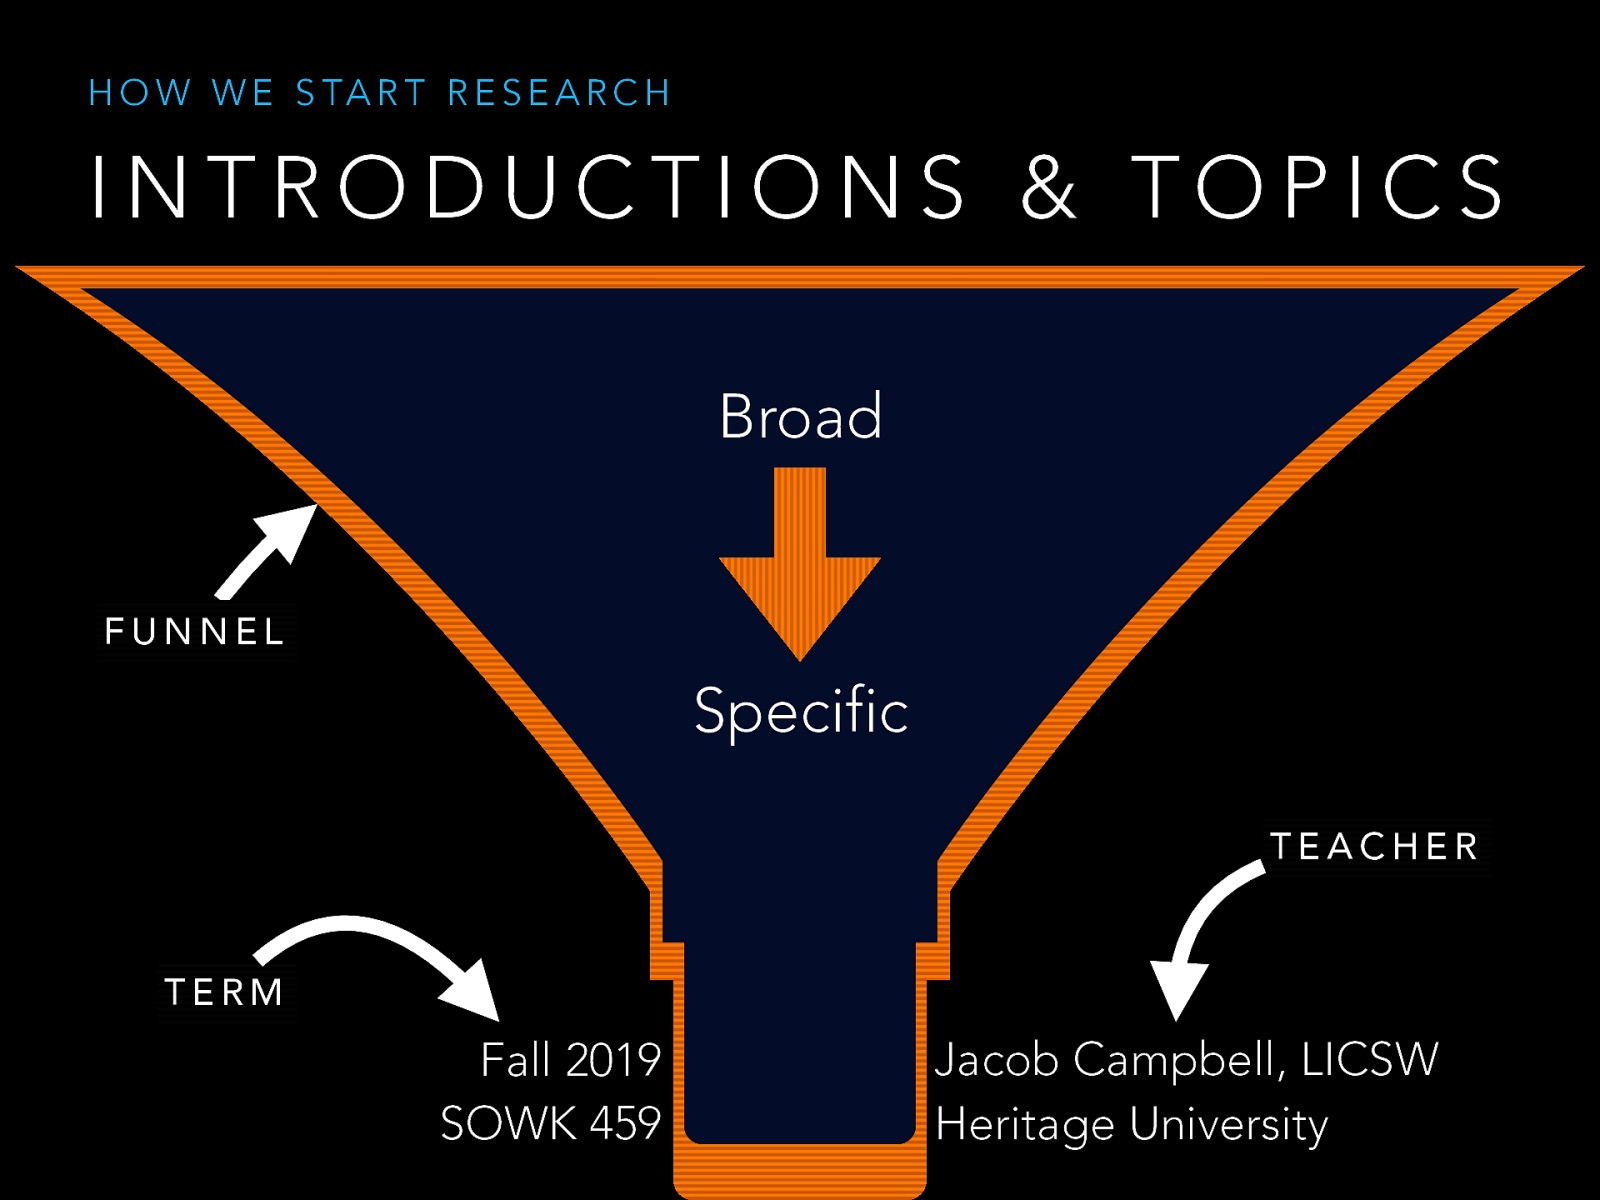 HOW WE START RESEARCH
INTRODUCTIONS & TOPICS
Broad
Specific
FUNNEL
TEACHER
TERM
Fall 2019
SOWK 459
Jacob Campbell, LICSW
Heritage University